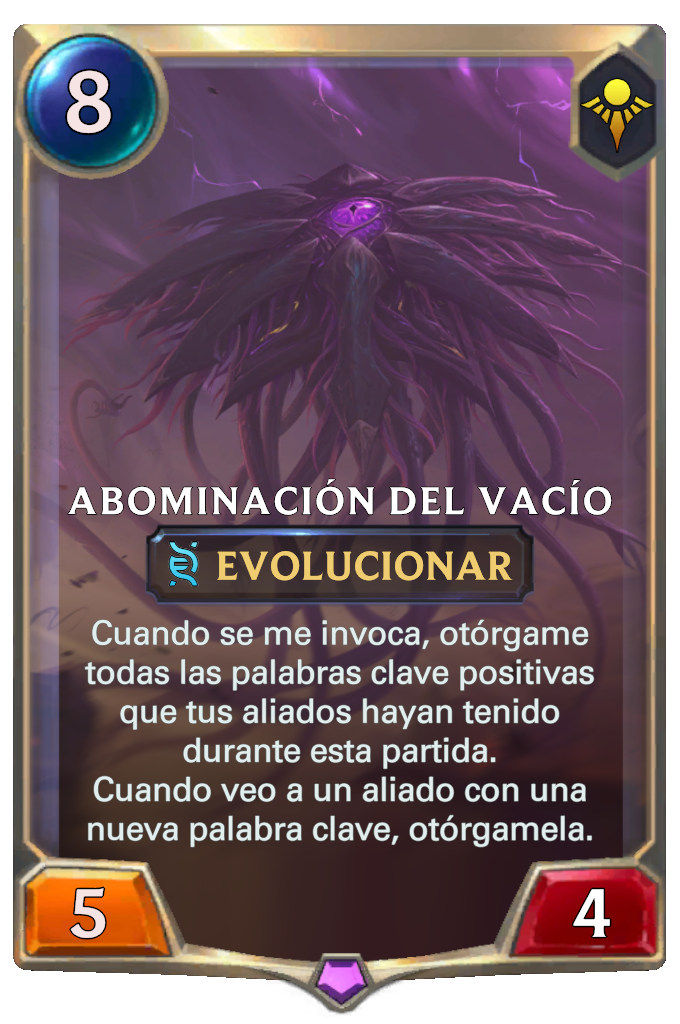 8
ABOMINACIÓN DEL VACÍO
EVOLUCIONAR
Cuando se me invoca, otórgame
todas las palabras clave positivas
que tus aliados hayan tenido
durante esta partida.
Cuando veo a un aliado con una
nueva palabra clave, otórgamela.
5
4